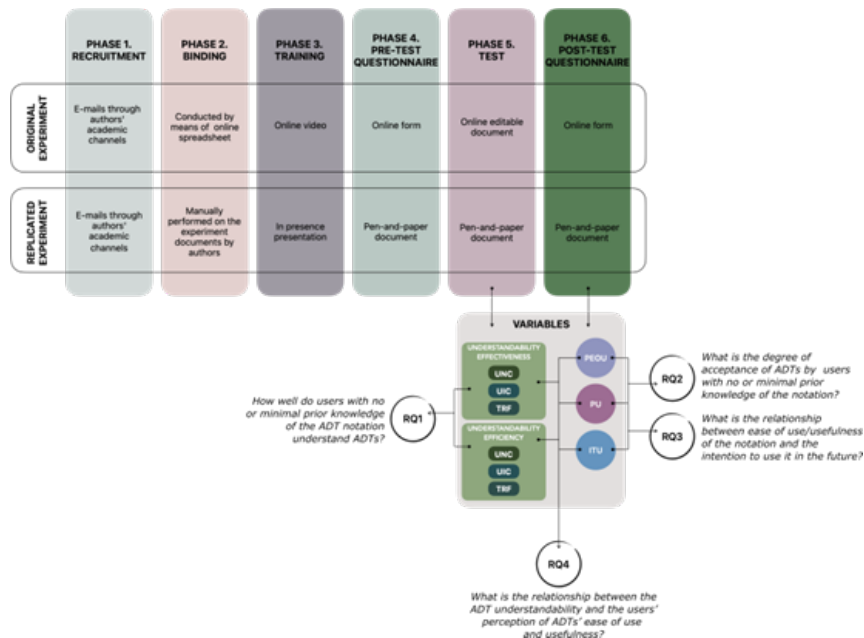 PHASE 1.
RECRUITMENT
PHASE 2.
BINDING
PHASE 3.
TRAINING
PHASE 4.
PRE-TEST
QUESTIONNAIRE
PHASE 5.
TEST
PHASE 6.
POST-TEST
QUESTIONNAIRE
ORIGINAL
EXPERIMENT
E-mails through
authors'
academic
channels
Conducted by
means of online
spreadsheet
Online video
Online form
Online editable
document
Online form
REPLICATED
EXPERIMENT
E-mails through
authors'
academic
channels
Manually
performed on the
experiment
documents by
authors
In presence
presentation
Pen-and-paper
document
Pen-and-paper
document
Pen-and-paper
document
VARIABLES
UNDERSTANDABILITY
EFFECTIVENESS
UNC
UIC
TRF
UNDERSTANDABILITY
EFFICIENCY
UNC
UIC
TRF
PEOU
PU
ITU
How well do users with no
or minimal prior knowledge
of the ADT notation
understand ADTs?
RQ1
RQ2
What is the degree of
acceptance of ADTs by users
with no or minimal prior
knowledge of the notation?
RQ3
What is the relationship
between ease of use/usefulness
of the notation and the
intention to use it in the future?
RQ4
What is the relationship between the
ADT understandability and the users'
perception of ADTs' ease of use
and usefulness?